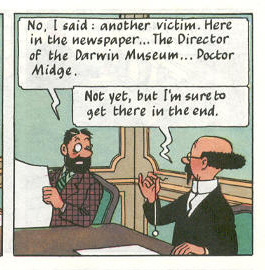 No, I said: another victim. Here
in the newspaper... The Director
of the Darwin Museum... Doctor
Midge.
Not yet, but I'm sure to
get there in the end.